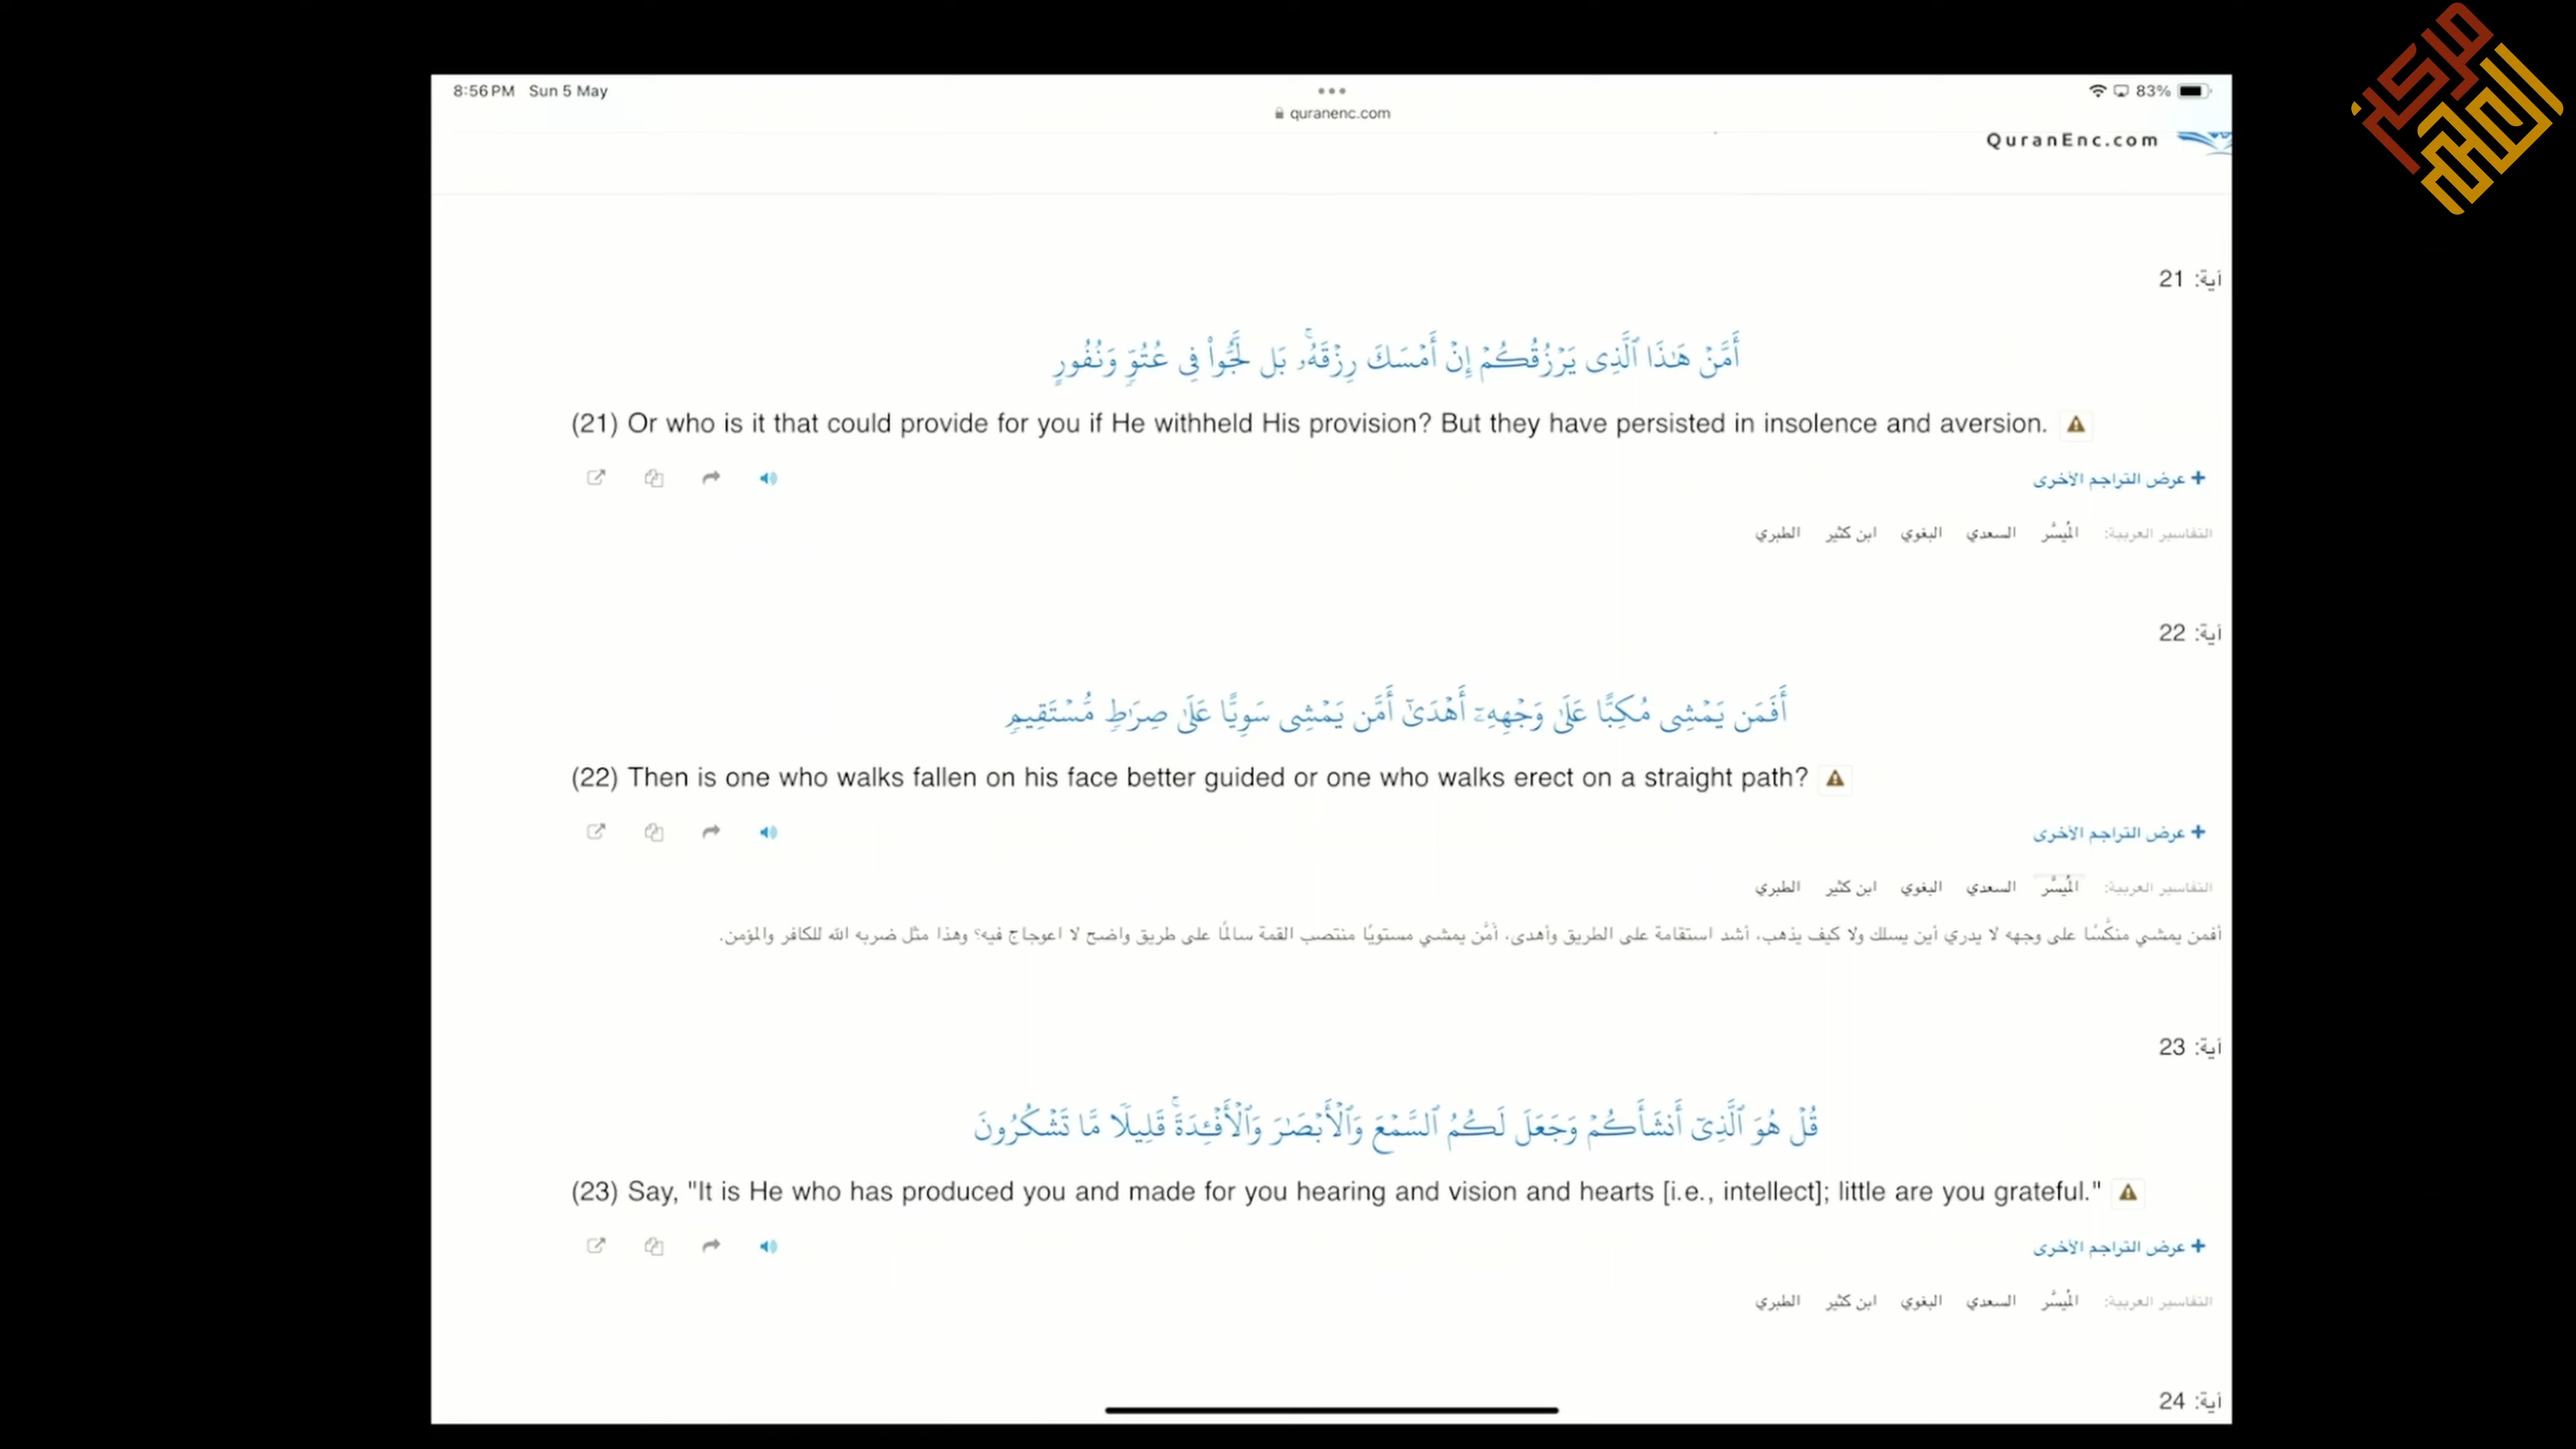 8:56 PM Sun 5 May
83%
quranenc.com
QuranEnc.com
آية: 21
أَمَّنۡ هَٰذَا ٱلَّذِى يَرۡزُقُكُمۡ إِنۡ أَمۡسَكَ رِزۡقَهُۥۚ بَل لَّجُّواْ فِى عُتُوّٖ وَنُفُورٍ
(21) Or who is it that could provide for you if He withheld His provision? But they have persisted in insolence and aversion.
+ عرض التراجم الأخرى
التفاسير العربية: المُيسَّر السعدي البغوي ابن كثير الطبري
آية: 22
أَفَمَن يَمۡشِى مُكِبًّا عَلَىٰ وَجۡهِهِۦٓ أَهۡدَىٰٓ أَمَّن يَمۡشِى سَوِيًّا عَلَىٰ صِرَٰطٖ مُّسۡتَقِيمٖ
(22) Then is one who walks fallen on his face better guided or one who walks erect on a straight path?
+ عرض التراجم الأخرى
التفاسير العربية: المُيسَّر السعدي البغوي ابن كثير الطبري
أفمن يمشي منكَّسًا على وجهه لا يدري أين يسلك ولا كيف يذهب، أشد استقامة على الطريق وأهدى، أمَّن يمشي مستويًا منتصب القمة سالمًا على طريق واضح لا اعوجاج فيه؟ وهذا مثل ضربه الله للكافر والمؤمن.
آية: 23
قُلۡ هُوَ ٱلَّذِىٓ أَنشَأَكُمۡ وَجَعَلَ لَكُمُ ٱلسَّمۡعَ وَٱلۡأَبۡصَٰرَ وَٱلۡأَفۡـِٔدَةَۚ قَلِيلٗا مَّا تَشۡكُرُونَ
(23) Say, "It is He who has produced you and made for you hearing and vision and hearts [i.e., intellect]; little are you grateful."
+ عرض التراجم الأخرى
التفاسير العربية: المُيسَّر السعدي البغوي ابن كثير الطبري
آية: 24